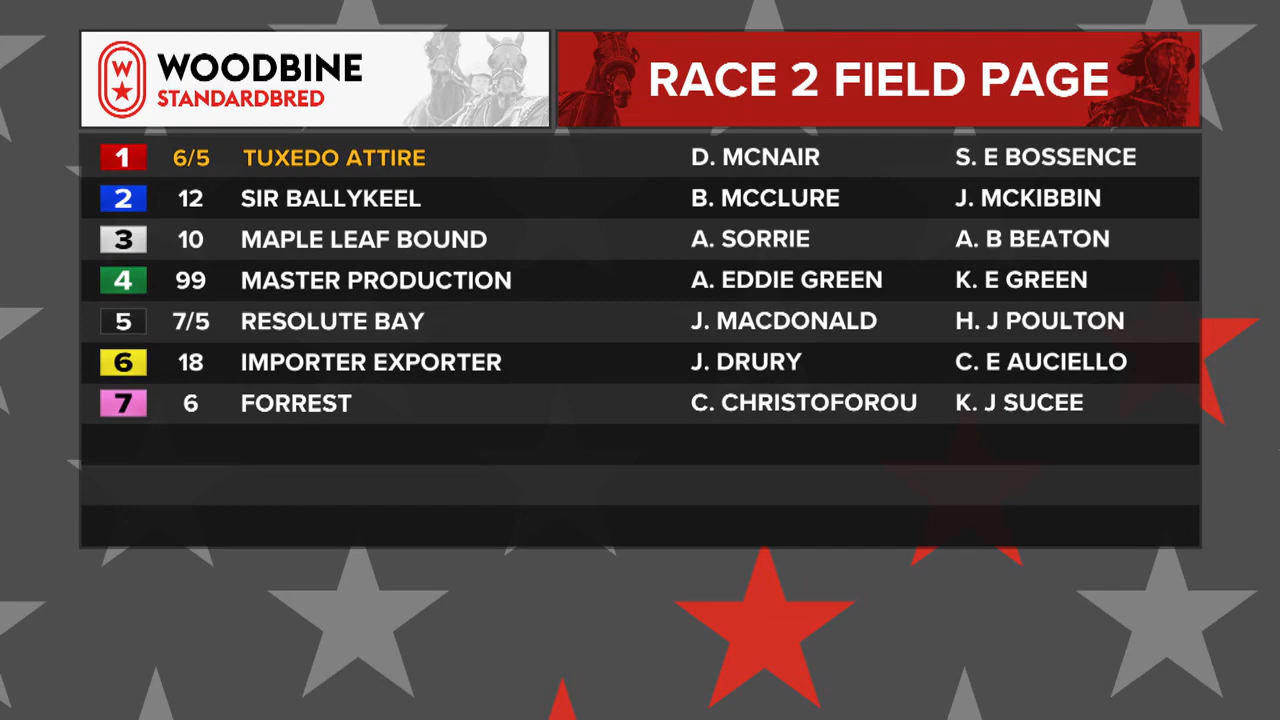 W
WOODBINE
STANDARDBRED
RACE 2 FIELD PAGE
1 6/5 TUXEDO ATTIRE D. MCNAIR S. E BOSSENCE
2 12 SIR BALLYKEEL B. MCCLURE J. MCKIBBIN
3 10 MAPLE LEAF BOUND A. SORRIE A. B BEATON
4 99 MASTER PRODUCTION A. EDDIE GREEN K. E GREEN
5 7/5 RESOLUTE BAY J. MACDONALD H. J POULTON
6 18 IMPORTER EXPORTER J. DRURY C. E AUCIELLO
7 6 FORREST C. CHRISTOFOROU K. J SUCEE